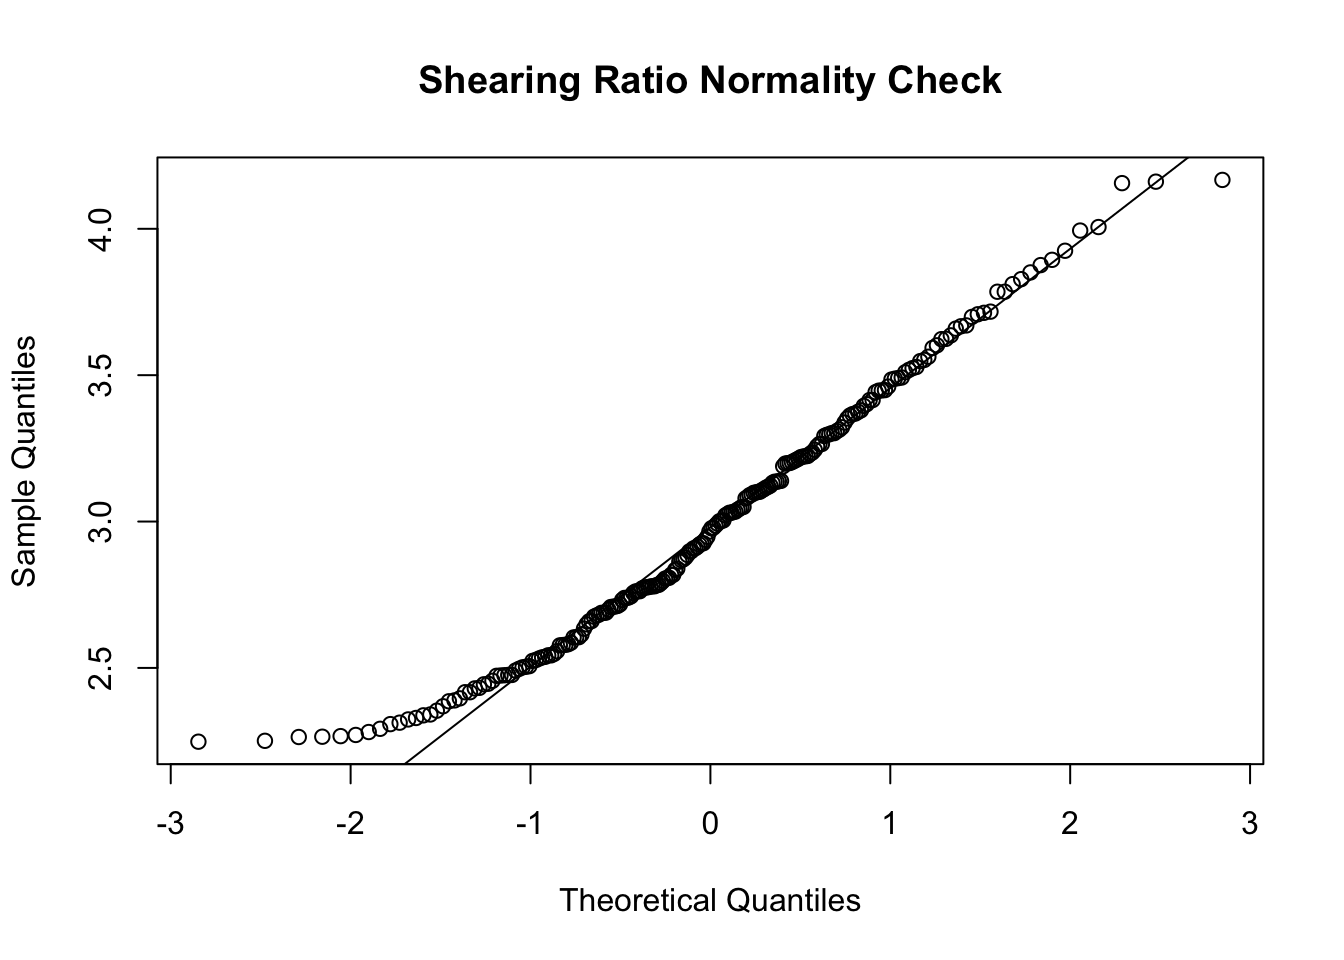 Shearing Ratio Normality Check
Sample Quantiles
4.0
3.5
3.0
2.5
-3 -2 -1 0 1 2 3
Theoretical Quantiles